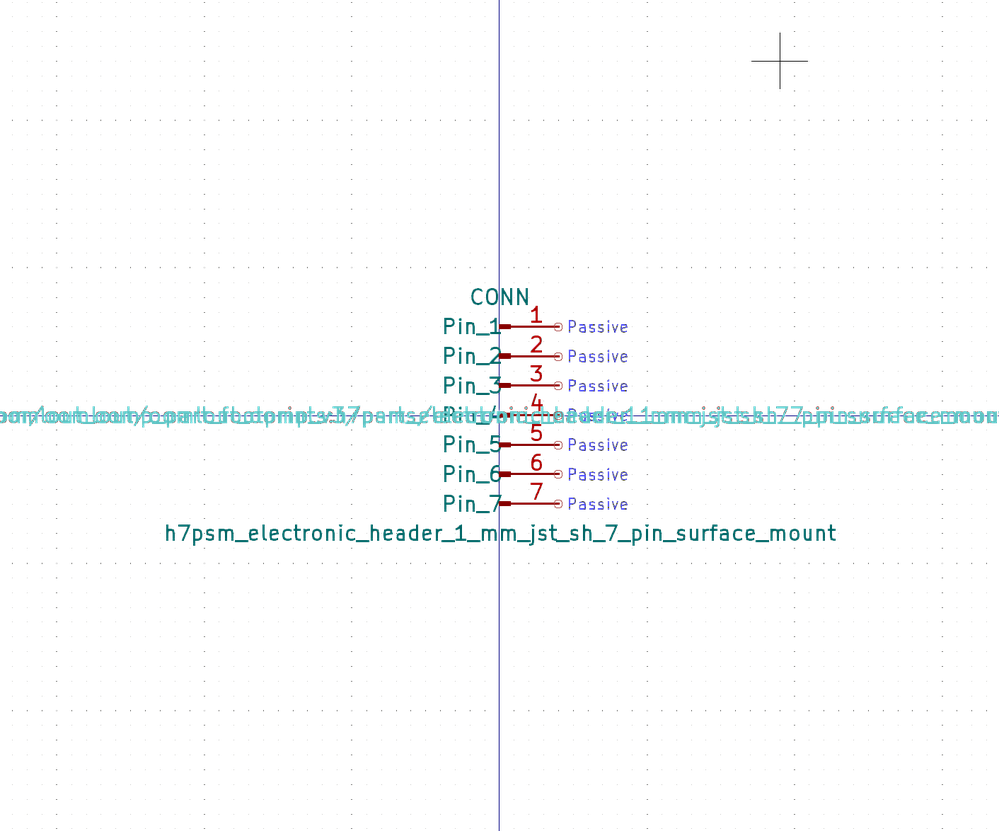 CONN
Pin_1 1 Passive
Pin_2 2 Passive
Pin_3 3 Passive
4
Pin_5 5 Passive
Pin_6 6 Passive
Pin_7 7 Passive
h7psm_electronic_header_1_mm_jst_sh_7_pin_surface_mount